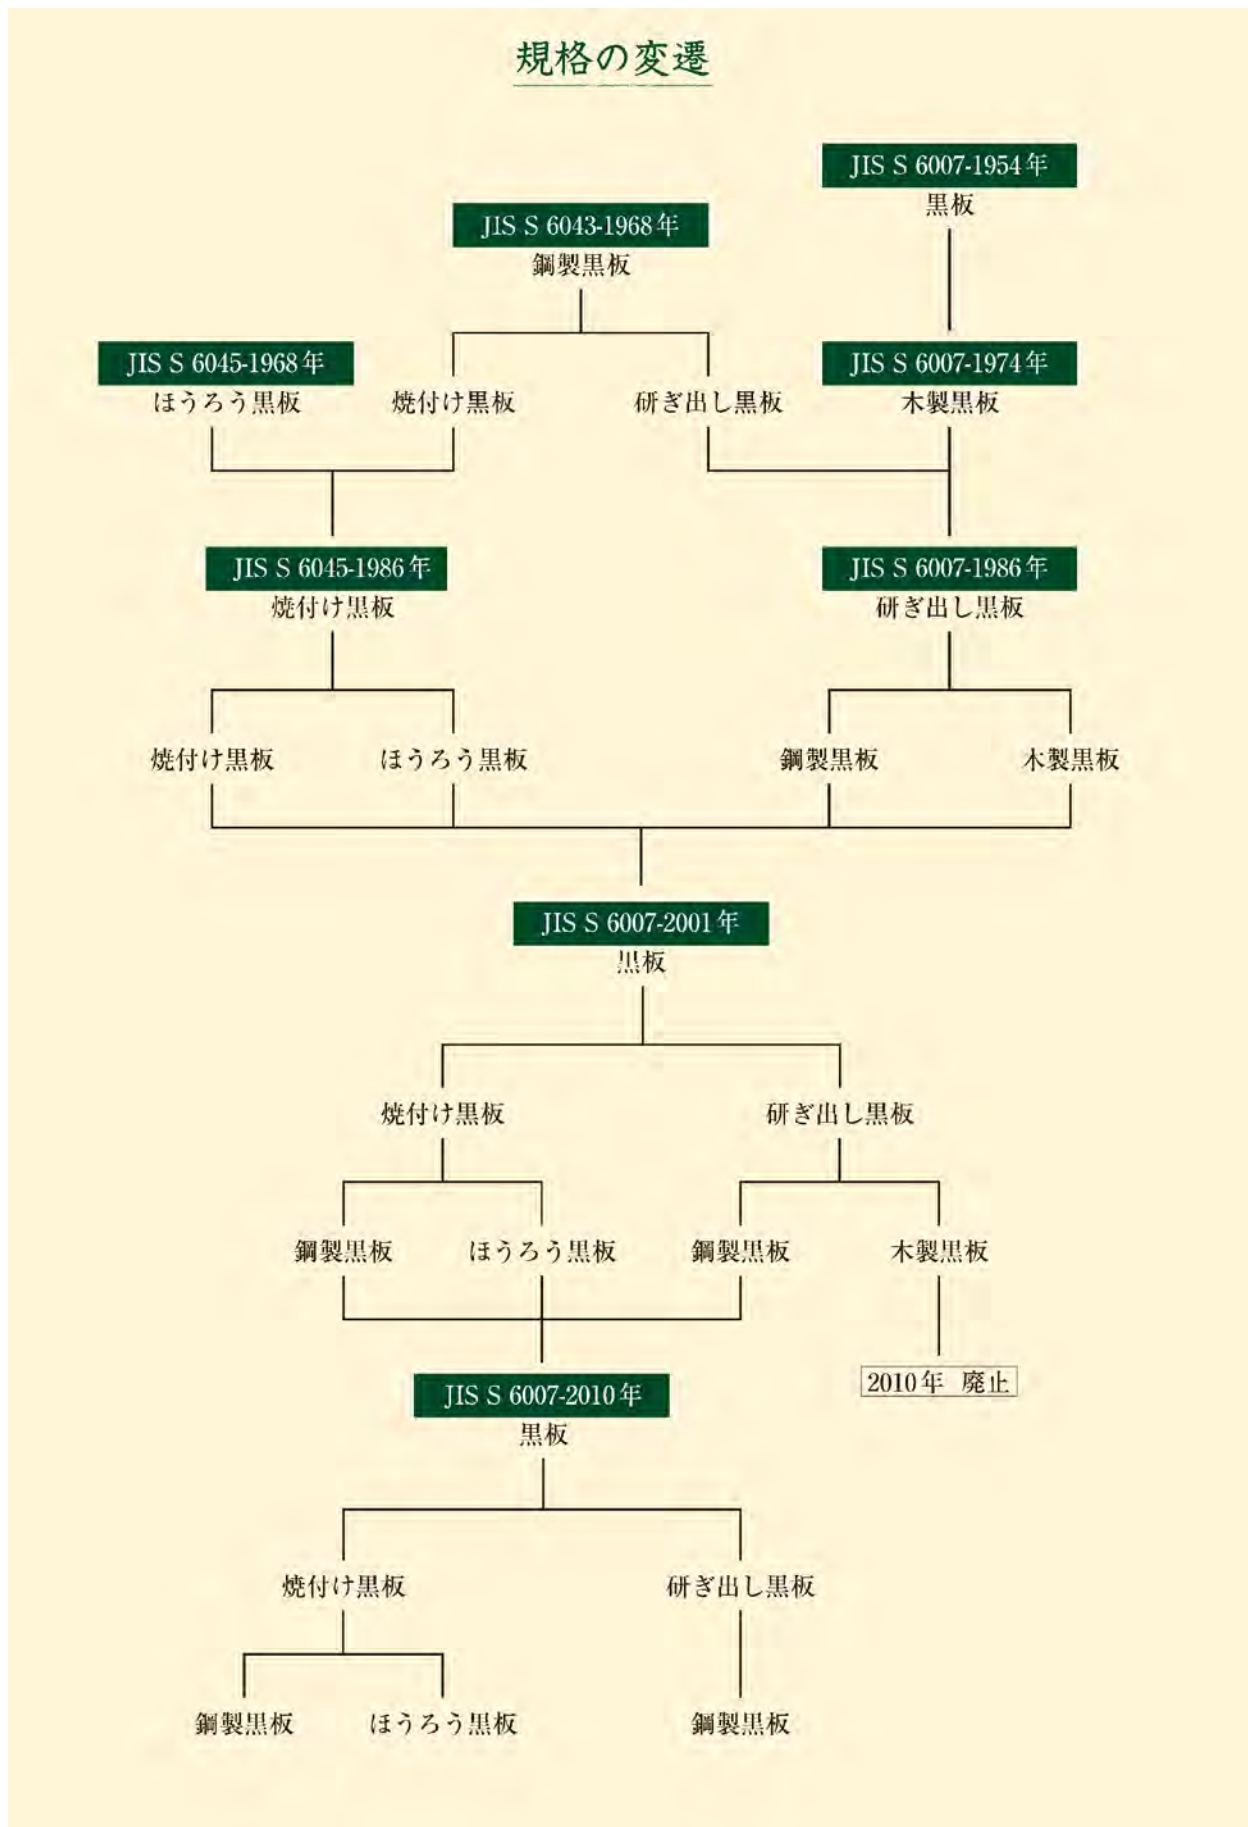 規格の変遷
JIS S 6007-1954年
黒板
JIS S 6043-1968年
鋼製黒板
JIS S 6045-1968年
ほうろう黒板
焼付け黒板
研ぎ出し黒板
JIS S 6007-1974年
木製黒板
JIS S 6045-1986年
焼付け黒板
JIS S 6007-1986年
研ぎ出し黒板
焼付け黒板
ほうろう黒板
鋼製黒板
木製黒板
JIS S 6007-2001年
黒板
焼付け黒板
研ぎ出し黒板
鋼製黒板
ほうろう黒板
鋼製黒板
木製黒板
2010年 廃止
JIS S 6007-2010年
黒板
焼付け黒板
研ぎ出し黒板
鋼製黒板
ほうろう黒板
鋼製黒板